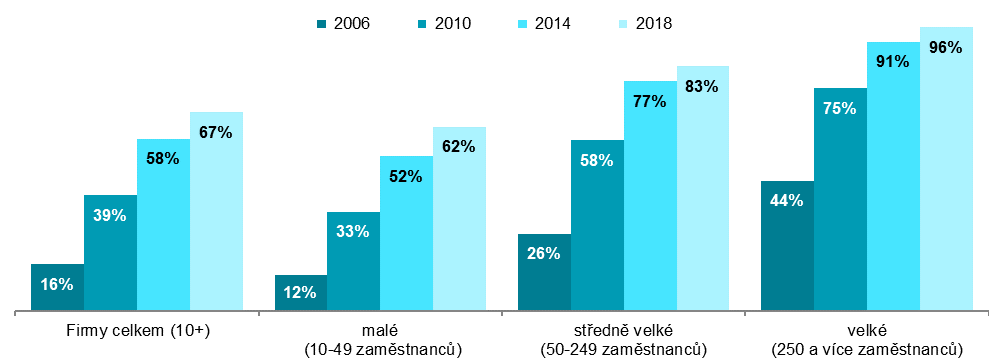 2006 2010 2014 2018
16% 39% 58% 67%
12% 33% 52% 62%
26% 58% 77% 83%
44% 75% 91% 96%
Firmy celkem (10+)
malé
(10-49 zaměstnanců)
středně velké
(50-249 zaměstnanců)
velké
(250 a více zaměstnanců)